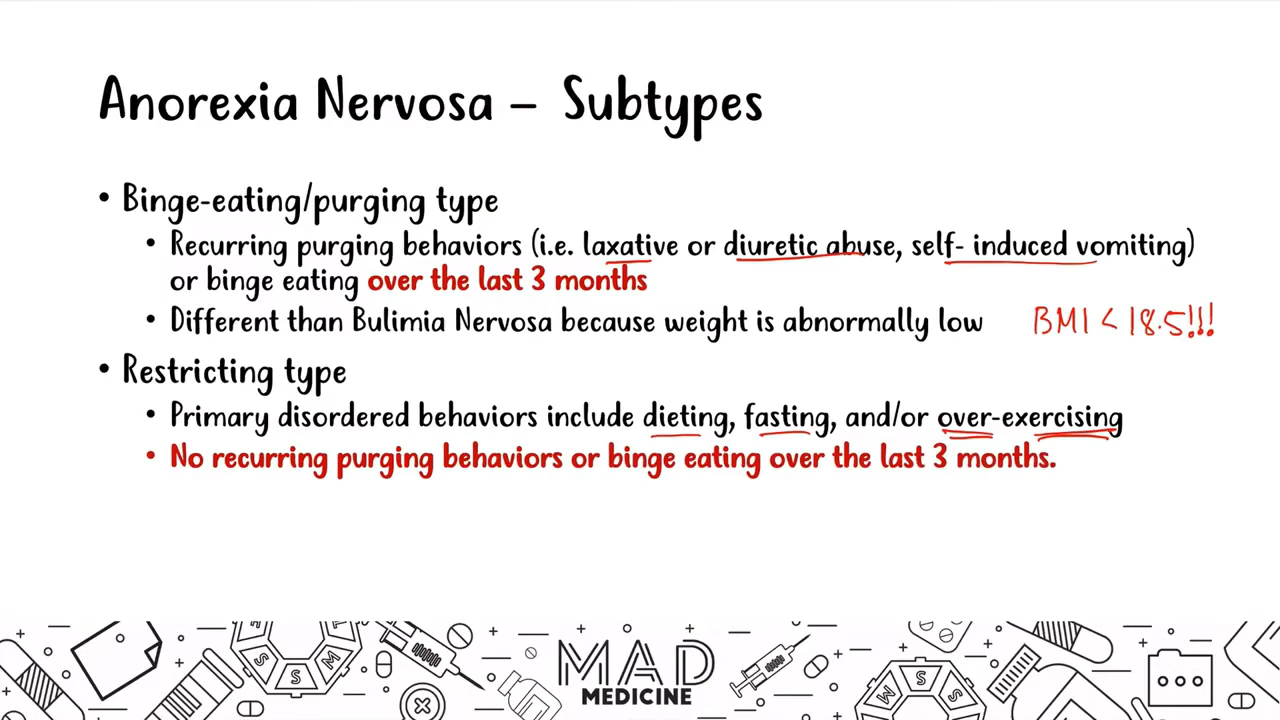 Anorexia Nervosa – Subtypes
• Binge-eating/purging type
• Recurring purging behaviors (i.e. laxative or diuretic abuse, self- induced vomiting)
or binge eating over the last 3 months
• Different than Bulimia Nervosa because weight is abnormally low BMI < 18.5!!!
• Restricting type
• Primary disordered behaviors include dieting, fasting, and/or over-exercising
• No recurring purging behaviors or binge eating over the last 3 months.
MAD
MEDICINE